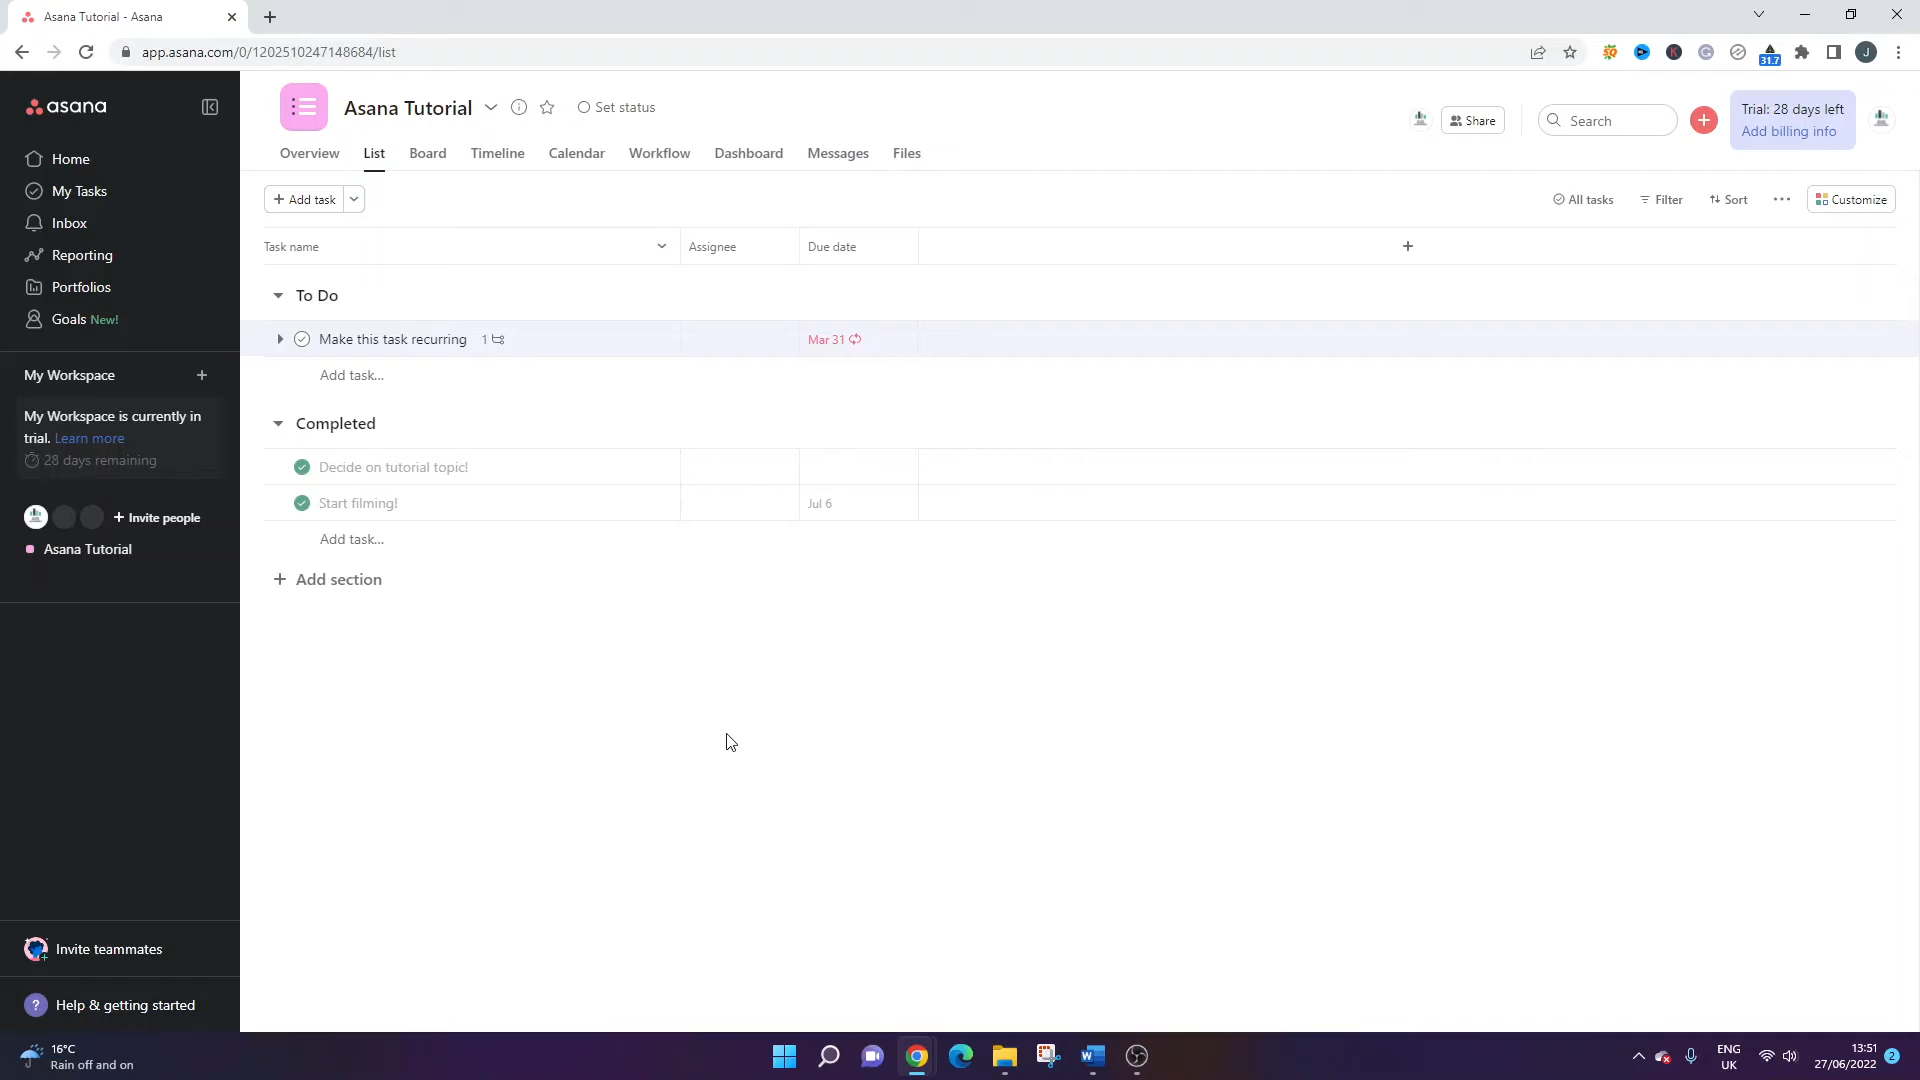 Asana Tutorial - Asana
app.asana.com/0/1202510247148684/list
31.7
J
asana
Home
My Tasks
Inbox
Reporting
Portfolios
Goals New!
My Workspace
My Workspace is currently in
trial. Learn more
28 days remaining
Invite people
Asana Tutorial
Invite teammates
? Help & getting started
Asana Tutorial
Set status
Share
Search
Trial: 28 days left
Add billing info
Overview List Board Timeline Calendar Workflow Dashboard Messages Files
+ Add task
All tasks Filter Sort ... Customize
Task name Assignee Due date +
To Do
Make this task recurring 1 Mar 31
Add task...
Completed
Decide on tutorial topic!
Start filming! Jul 6
Add task...
+ Add section
16°C
Rain off and on
ENG
UK
13:51
27/06/2022
2